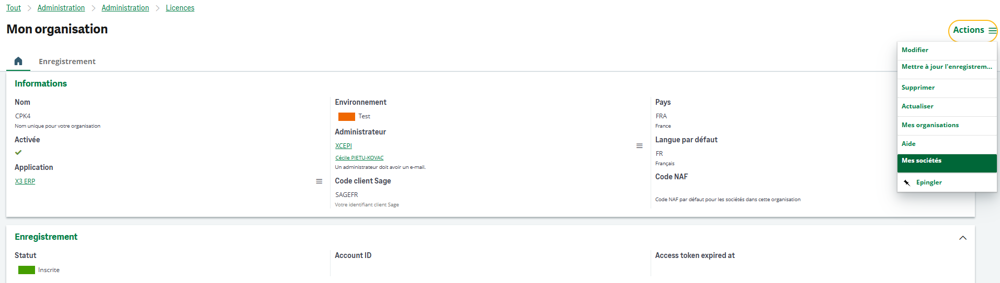 Tout > Administration > Administration > Licences
Mon organisation
Actions
Modifier
Mettre à jour l'enregistrem...
Supprimer
Actualiser
Mes organisations
Aide
Mes sociétés
Epingler
Enregistrement
Informations
Nom
CPK4
Nom unique pour votre organisation
Activée
Application
X3 ERP
Environnement
Test
Administrateur
XCEPI
Cécile PIETU-KOVAC
Un administrateur doit avoir un e-mail.
Code client Sage
SAGEFR
Votre identifiant client Sage
Pays
FRA
France
Langue par défaut
FR
Français
Code NAF
Code NAF par défaut pour les sociétés dans cette organisation
Enregistrement
Statut
Inscrite
Account ID
Access token expired at